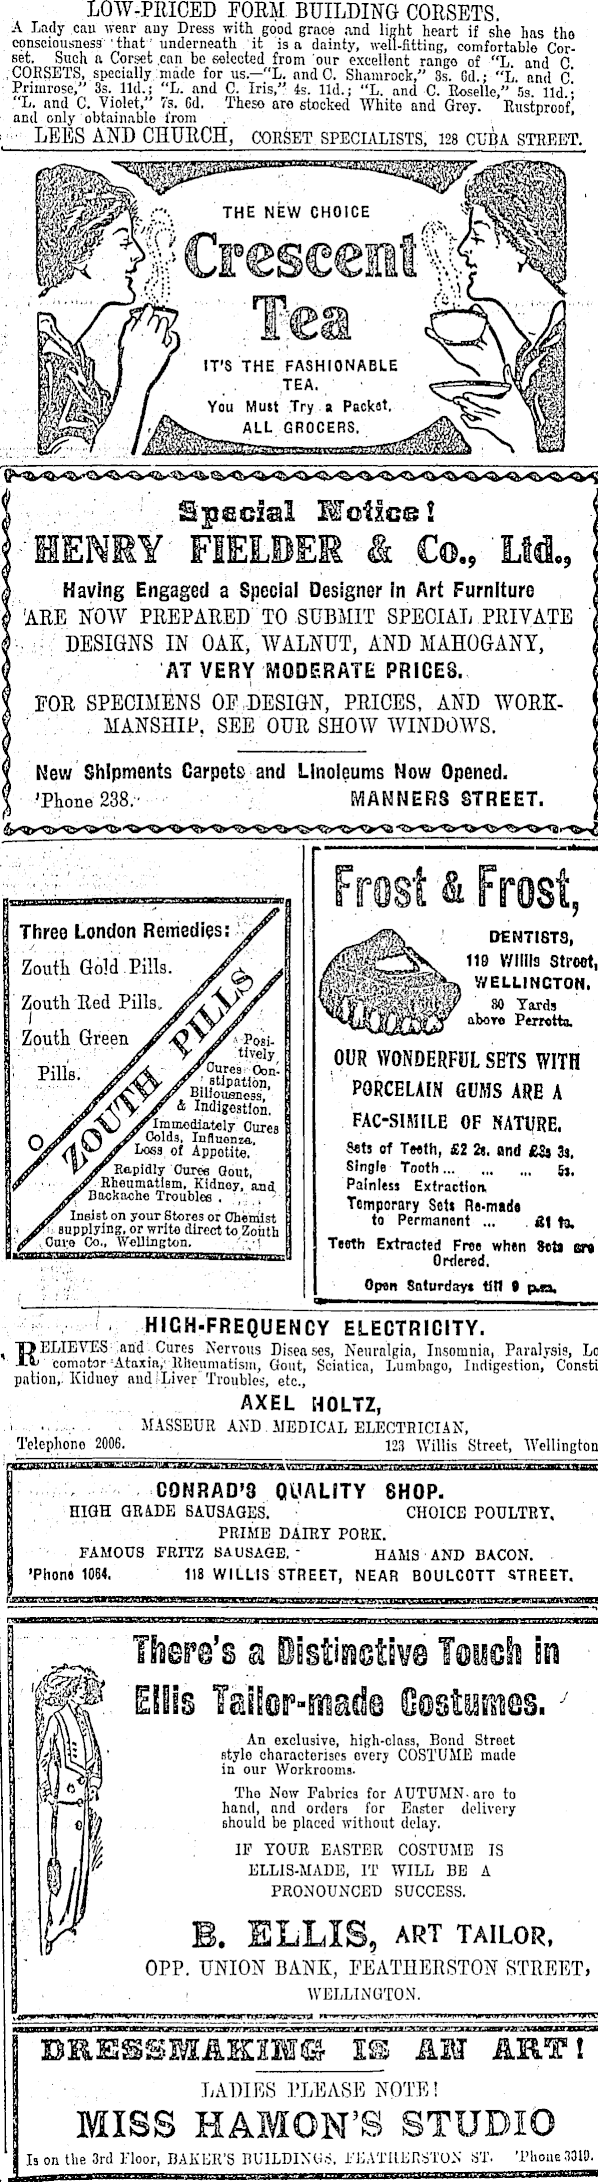 LOW-PRICED FORM BUILDING CORSETS.
A Lady can wear any Dress with good grace and light heart if she has the
consciousness that underneath it is a dainty, well-fitting, comfortable Cor-
set. Such a Corset can be selected from our excellent range of "L. and C.
CORSETS, specially made for us.—"L. and C. Shamrock," 3s. 6d.; "L. and C.
Primrose," 3s. 11d.; "L. and C. Iris," 4s. 11d.; "L. and C. Roselle," 5s. 11d.;
"L. and C. Violet," 7s. 6d. These are stocked White and Grey. Rustproof,
and only obtainable from
LEES AND CHURCH, CORSET SPECIALISTS, 128 CUBA STREET.
THE NEW CHOICE
Crescent
Tea
IT'S THE FASHIONABLE
TEA.
You Must Try a Packet.
ALL GROCERS.
Special Notice!
HENRY FIELDER & Co., Ltd.,
Having Engaged a Special Designer in Art Furniture
ARE NOW PREPARED TO SUBMIT SPECIAL PRIVATE
DESIGNS IN OAK, WALNUT, AND MAHOGANY,
AT VERY MODERATE PRICES.
FOR SPECIMENS OF DESIGN, PRICES, AND WORK-
MANSHIP, SEE OUR SHOW WINDOWS.
New Shipments Carpets and Linoleums Now Opened.
'Phone 238. MANNERS STREET.
Three London Remedies:
Zouth Gold Pills.
Zouth Red Pills.
Zouth Green
Pills.
ZOUTH PILLS
Posi-
tively
Cures Con-
stipation,
Biliousness,
& Indigestion.
Immediately Cures
Colds, Influenza,
Loss of Appetite.
Rapidly Cures Gout,
Rheumatism, Kidney, and
Backache Troubles.
Insist on your Stores or Chemist
supplying, or write direct to Zouth
Cure Co., Wellington.
Frost & Frost,
DENTISTS,
119 Willis Street,
WELLINGTON.
30 Yards
above Perretts.
OUR WONDERFUL SETS WITH
PORCELAIN GUMS ARE A
FAC-SIMILE OF NATURE.
Sets of Teeth, £2 2s. and £3s 3s.
Single Tooth ... ... ... 5s.
Painless Extraction
Temporary Sets Re-made
to Permanent ... £1 1s.
Teeth Extracted Free when Sets are
Ordered.
Open Saturdays till 9 p.m.
HIGH-FREQUENCY ELECTRICITY.
RELIEVES and Cures Nervous Diseases, Neuralgia, Insomnia, Paralysis, Lo
comotor Ataxia, Rheumatism, Gout, Sciatica, Lumbago, Indigestion, Consti
pation, Kidney and Liver Troubles, etc.,
AXEL HOLTZ,
MASSEUR AND MEDICAL ELECTRICIAN,
Telephone 2006. 123 Willis Street, Wellington
CONRAD'S QUALITY SHOP.
HIGH GRADE SAUSAGES. CHOICE POULTRY.
PRIME DAIRY PORK.
FAMOUS FRITZ SAUSAGE. HAMS AND BACON.
'Phone 1064. 118 WILLIS STREET, NEAR BOULCOTT STREET.
There's a Distinctive Touch in
Ellis Tailor-made Costumes.
An exclusive, high-class, Bond Street
style characterises every COSTUME made
in our Workrooms.
The New Fabrics for AUTUMN are to
hand, and orders for Easter delivery
should be placed without delay.
IF YOUR EASTER COSTUME IS
ELLIS-MADE, IT WILL BE A
PRONOUNCED SUCCESS.
B. ELLIS, ART TAILOR,
OPP. UNION BANK, FEATHERSTON STREET,
WELLINGTON.
DRESSMAKING IS AN ART!
LADIES PLEASE NOTE!
MISS HAMON'S STUDIO
Is on the 3rd Floor, BAKER'S BUILDINGS, FEATHERSTON ST. 'Phone 3319.